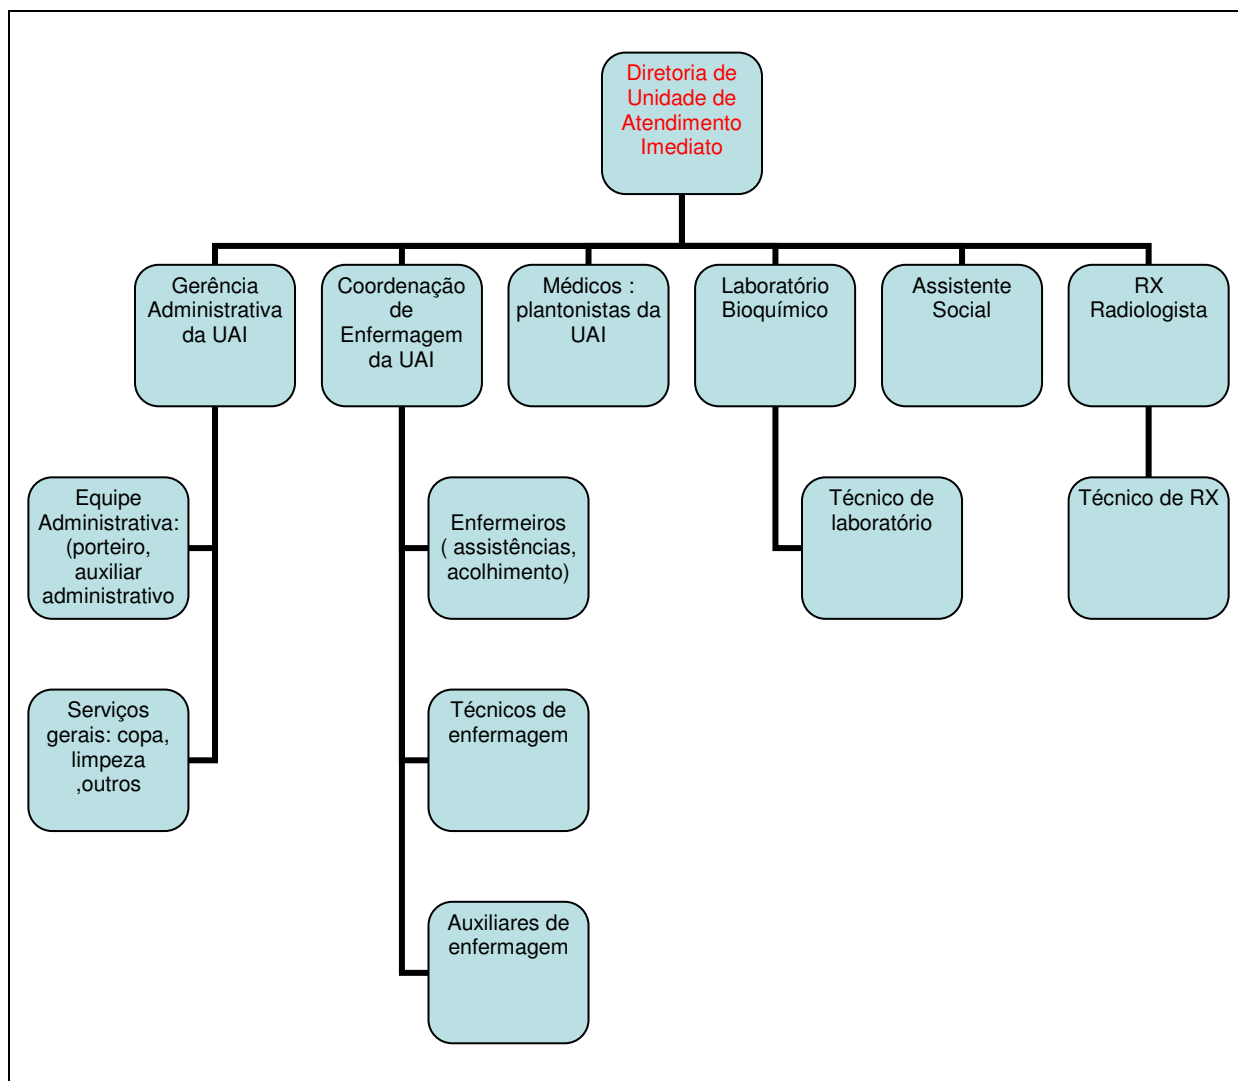 Diretoria de
Unidade de
Atendimento
Imediato
Gerência
Administrativa
da UAI
Coordenação
de
Enfermagem
da UAI
Médicos :
plantonistas da
UAI
Laboratório
Bioquímico
Assistente
Social
RX
Radiologista
Equipe
Administrativa:
(porteiro,
auxiliar
administrativo
Enfermeiros
( assistências,
acolhimento)
Técnico de
laboratório
Técnico de RX
Serviços
gerais: copa,
limpeza
,outros
Técnicos de
enfermagem
Auxiliares de
enfermagem